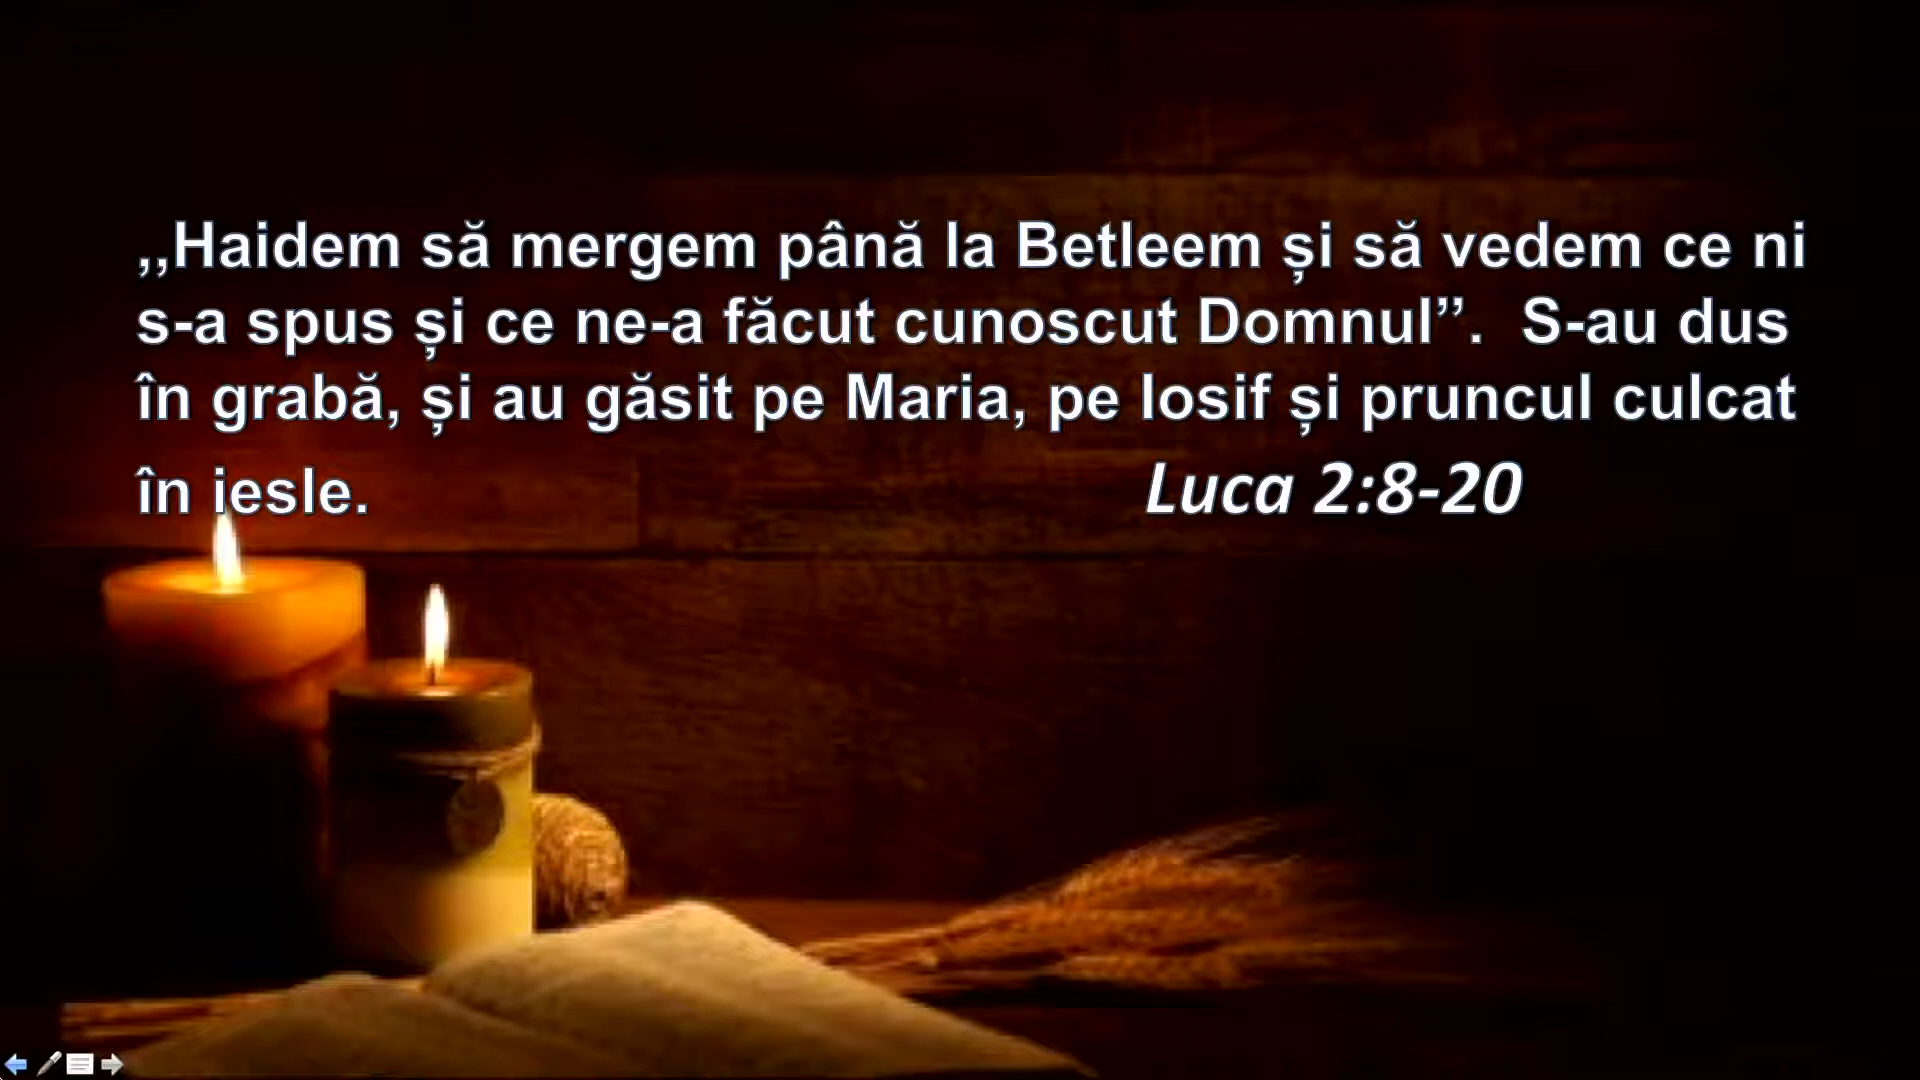 ,,Haidem să mergem până la Betleem și să vedem ce ni
s-a spus și ce ne-a făcut cunoscut Domnul”.  S-au dus
în grabă, și au găsit pe Maria, pe Iosif și pruncul culcat
în iesle. Luca 2:8-20